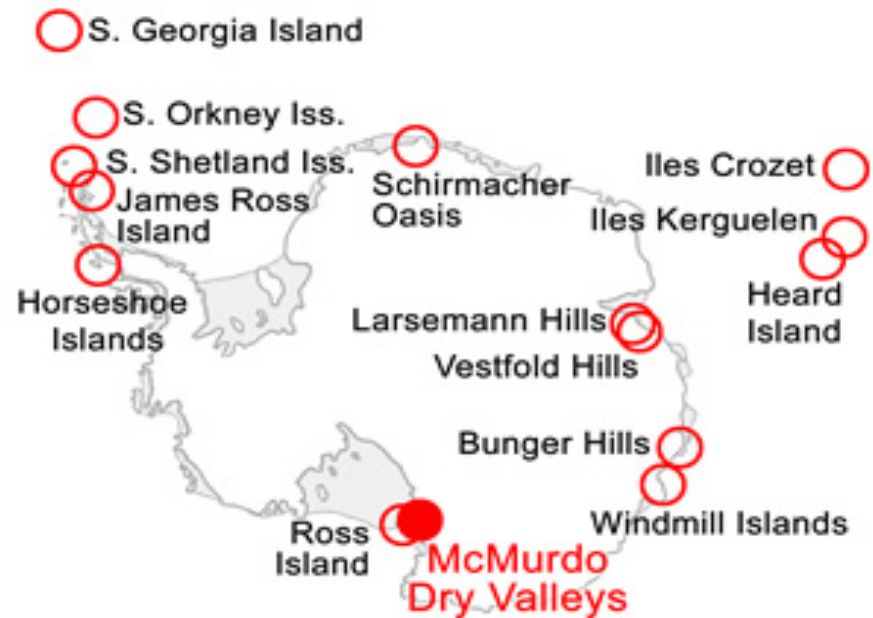 S. Georgia Island
S. Orkney Iss.
S. Shetland Iss.
James Ross
Island
Horseshoe
Islands
Schirmacher
Oasis
Iles Crozet
Iles Kerguelen
Heard
Island
Larsemann Hills
Vestfold Hills
Bunger Hills
Windmill Islands
Ross
Island
McMurdo
Dry Valleys